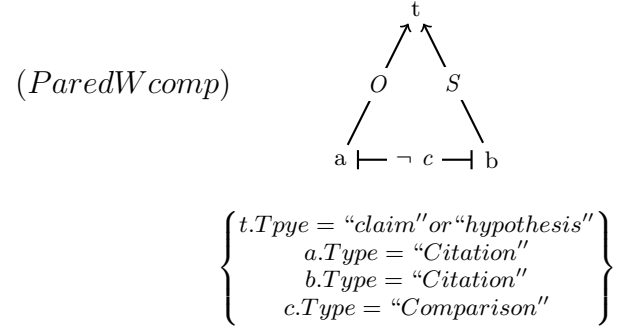 t
(ParedWcomp)
O
S
a
¬ c
b
t.Tpye = “claim″or“hypothesis″
a.Type = “Citation″
b.Type = “Citation″
c.Type = “Comparison″